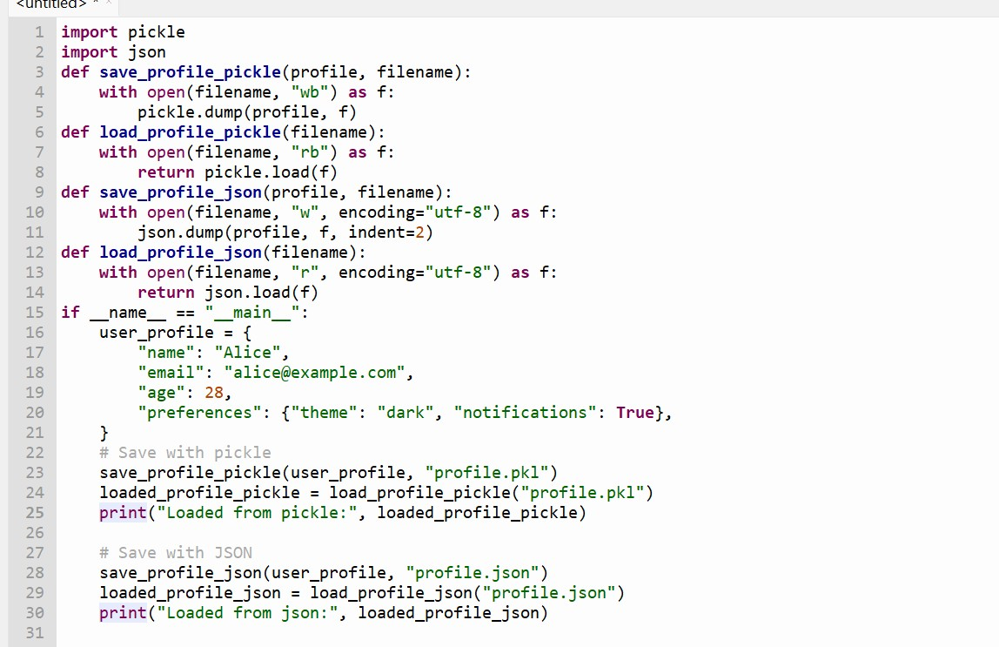 <untitled> * ×
1 import pickle
2 import json
3 def save_profile_pickle(profile, filename):
4     with open(filename, "wb") as f:
5         pickle.dump(profile, f)
6 def load_profile_pickle(filename):
7     with open(filename, "rb") as f:
8         return pickle.load(f)
9 def save_profile_json(profile, filename):
10     with open(filename, "w", encoding="utf-8") as f:
11         json.dump(profile, f, indent=2)
12 def load_profile_json(filename):
13     with open(filename, "r", encoding="utf-8") as f:
14         return json.load(f)
15 if __name__ == "__main__":
16     user_profile = {
17         "name": "Alice",
18         "email": "alice@example.com",
19         "age": 28,
20         "preferences": {"theme": "dark", "notifications": True},
21     }
22     # Save with pickle
23     save_profile_pickle(user_profile, "profile.pkl")
24     loaded_profile_pickle = load_profile_pickle("profile.pkl")
25     print("Loaded from pickle:", loaded_profile_pickle)
26
27     # Save with JSON
28     save_profile_json(user_profile, "profile.json")
29     loaded_profile_json = load_profile_json("profile.json")
30     print("Loaded from json:", loaded_profile_json)
31